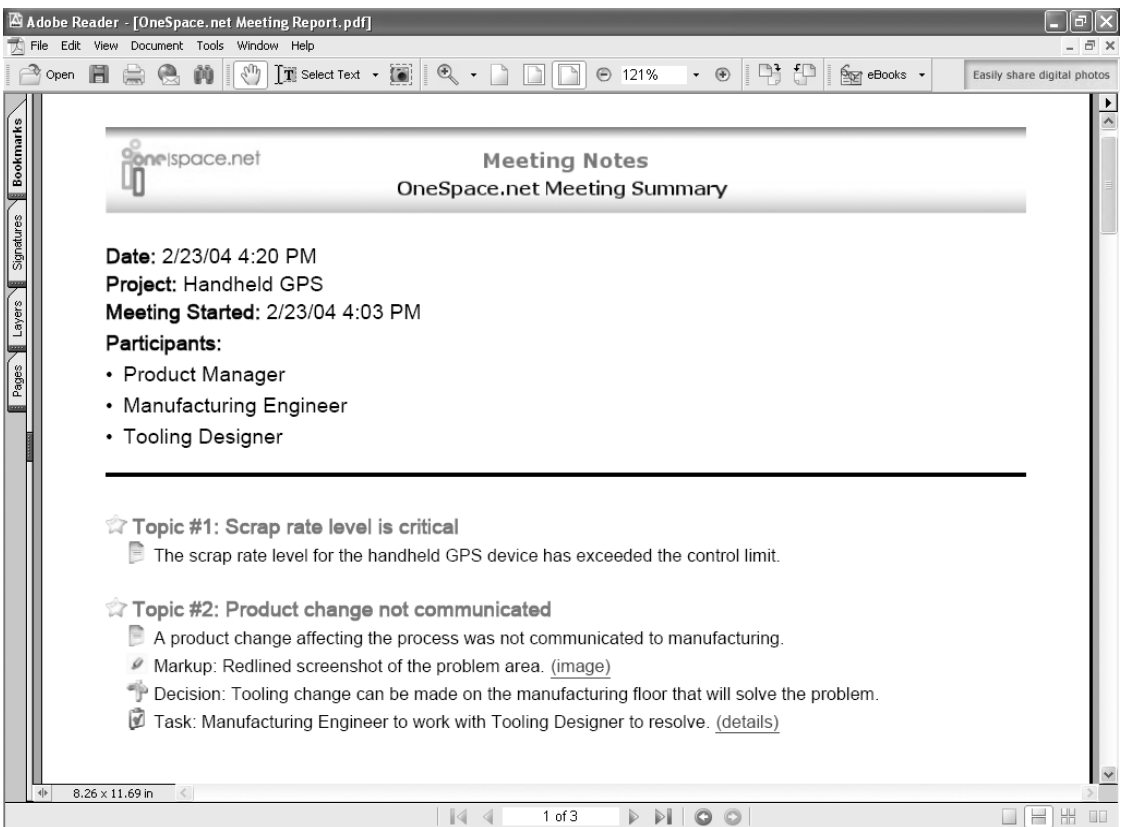 Adobe Reader - [OneSpace.net Meeting Report.pdf]
File Edit View Document Tools Window Help
Open Select Text 121% eBooks Easily share digital photos
Bookmarks
Signatures
Layers
Pages
one|space.net
Meeting Notes
OneSpace.net Meeting Summary
Date: 2/23/04 4:20 PM
Project: Handheld GPS
Meeting Started: 2/23/04 4:03 PM
Participants:
• Product Manager
• Manufacturing Engineer
• Tooling Designer
Topic #1: Scrap rate level is critical
The scrap rate level for the handheld GPS device has exceeded the control limit.
Topic #2: Product change not communicated
A product change affecting the process was not communicated to manufacturing.
Markup: Redlined screenshot of the problem area. (image)
Decision: Tooling change can be made on the manufacturing floor that will solve the problem.
Task: Manufacturing Engineer to work with Tooling Designer to resolve. (details)
8.26 x 11.69 in
1 of 3